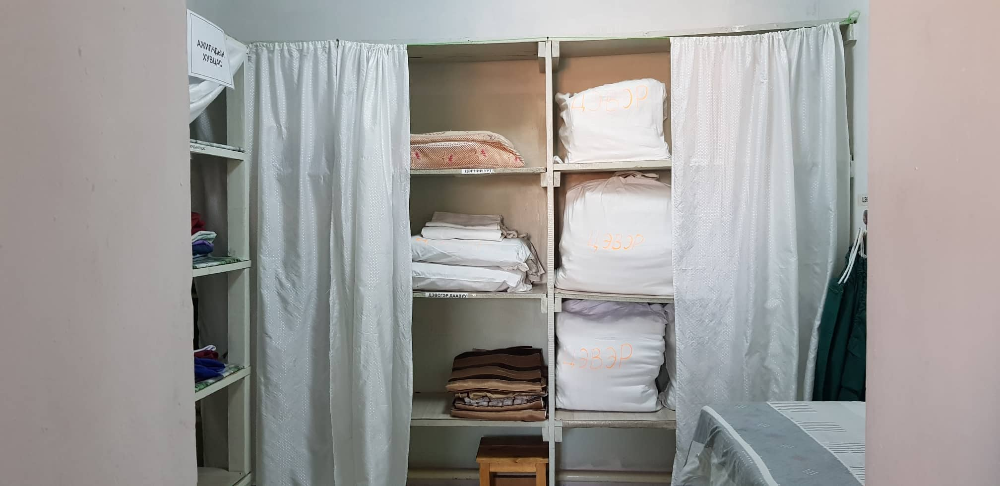 АЖИЛЧДЫН
ХУВЦАС
ЦЭВЭР
ДЭРНИЙ УУТ
ЦЭВЭР
ДЭВСГЭР ДААВУУ
ЦЭВЭР